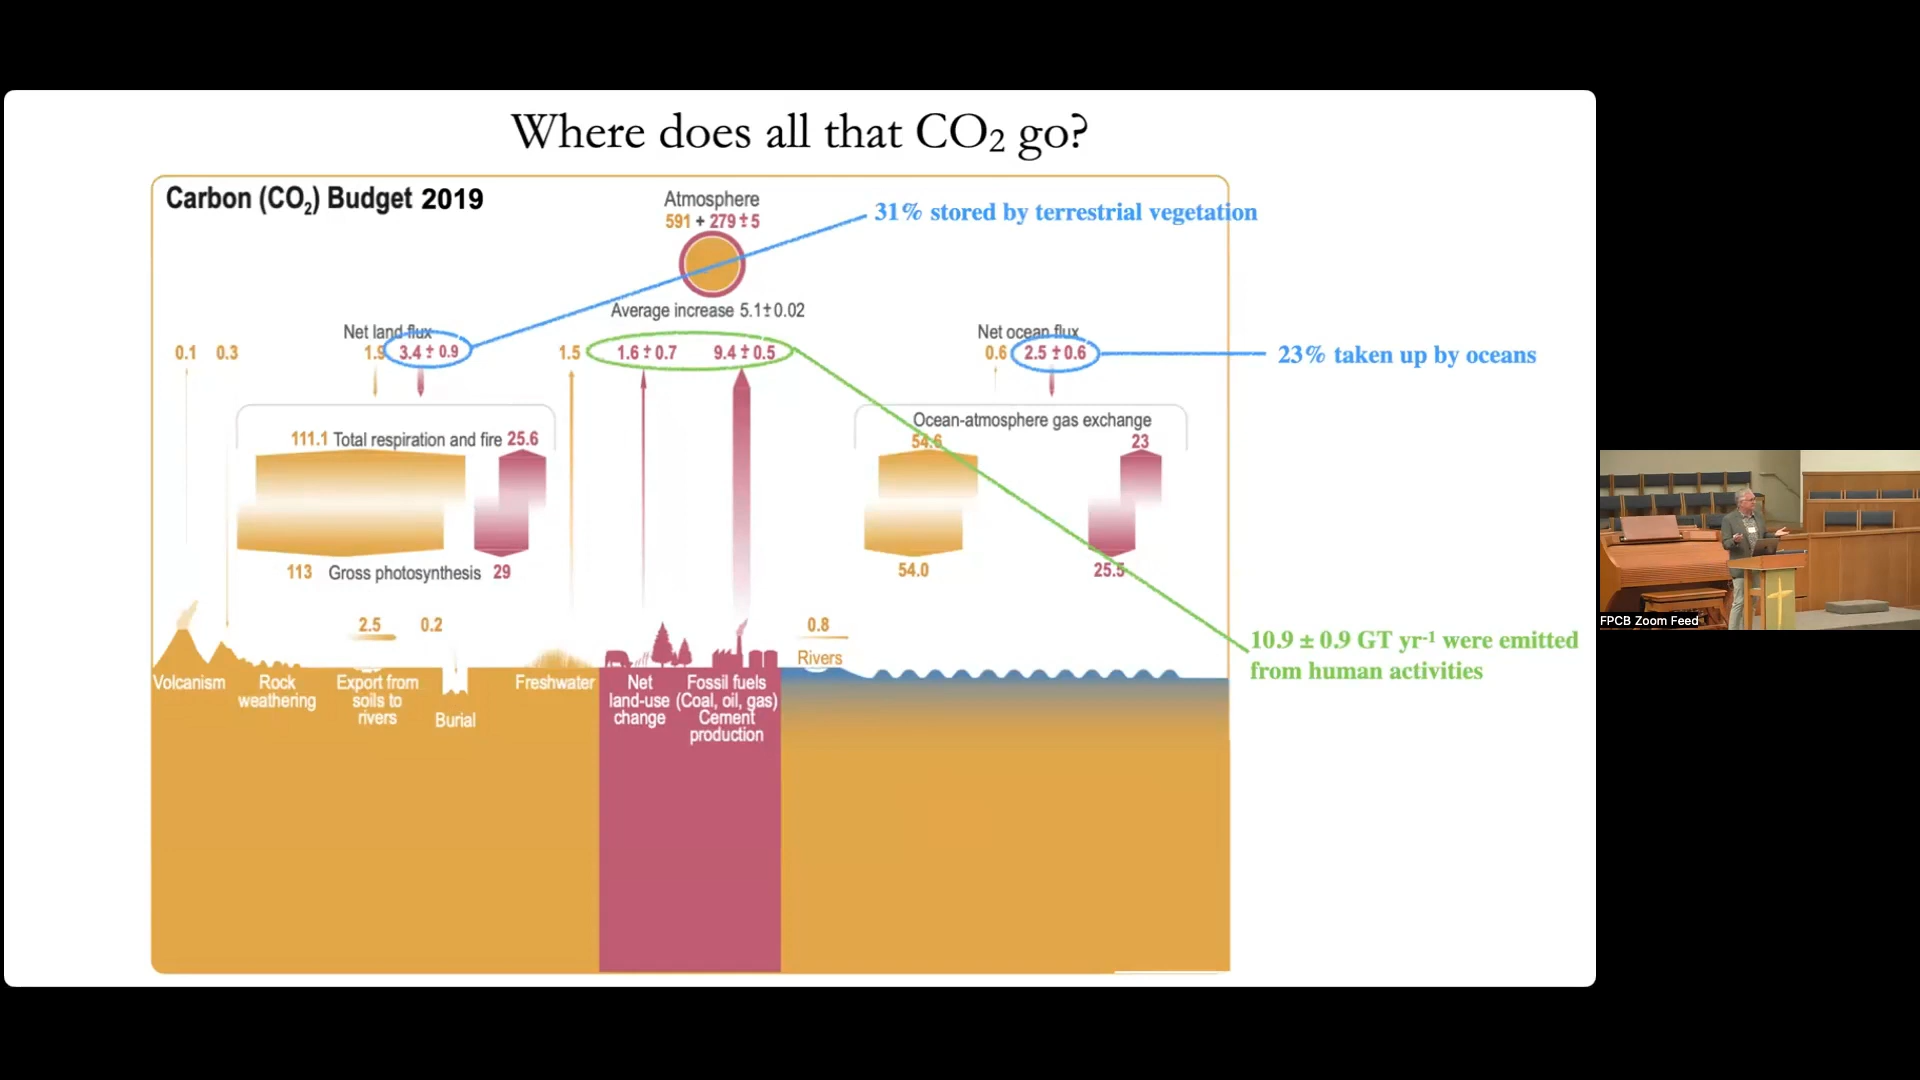 Where does all that CO₂ go?
Carbon (CO₂) Budget 2019
Atmosphere
591 + 279 ± 5
31% stored by terrestrial vegetation
Average increase 5.1±0.02
Net land flux
Net ocean flux
0.1 0.3 1.9 3.4 ± 0.9 1.5 1.6 ± 0.7 9.4 ± 0.5 0.6 2.5 ± 0.6
23% taken up by oceans
Ocean-atmosphere gas exchange
111.1 Total respiration and fire 25.6
54.6 23
113 Gross photosynthesis 29
54.0 25.5
2.5 0.2 0.8
Rivers
10.9 ± 0.9 GT yr⁻¹ were emitted
from human activities
Volcanism
Rock
weathering
Export from
soils to
rivers
Burial
Freshwater
Net
land-use
change
Fossil fuels
(Coal, oil, gas)
Cement
production
FPCB Zoom Feed